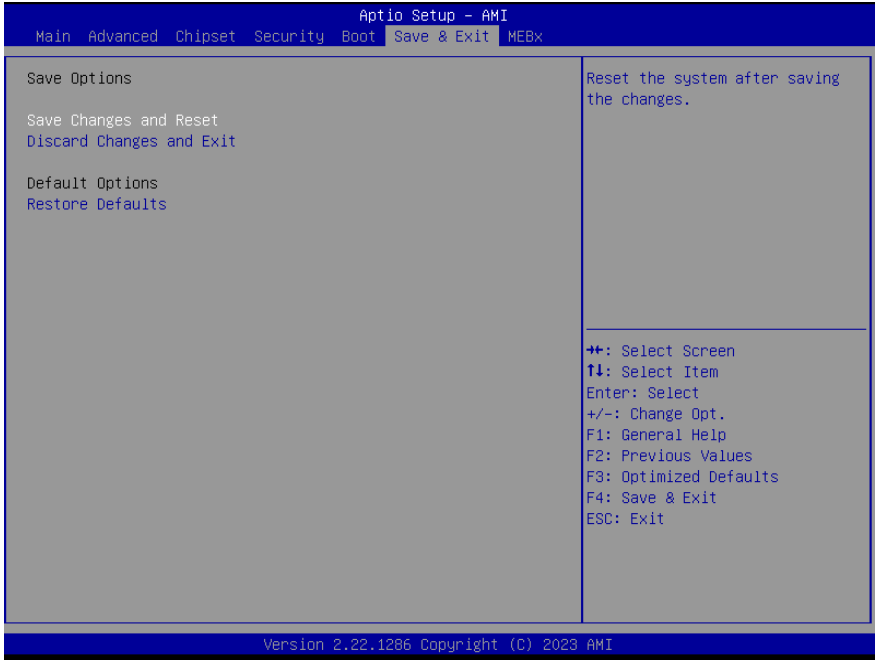 Aptio Setup – AMI
Main Advanced Chipset Security Boot Save & Exit MEBx
Save Options
Save Changes and Reset
Discard Changes and Exit
Default Options
Restore Defaults
Reset the system after saving
the changes.
→←: Select Screen
↑↓: Select Item
Enter: Select
+/-: Change Opt.
F1: General Help
F2: Previous Values
F3: Optimized Defaults
F4: Save & Exit
ESC: Exit
Version 2.22.1286 Copyright (C) 2023 AMI